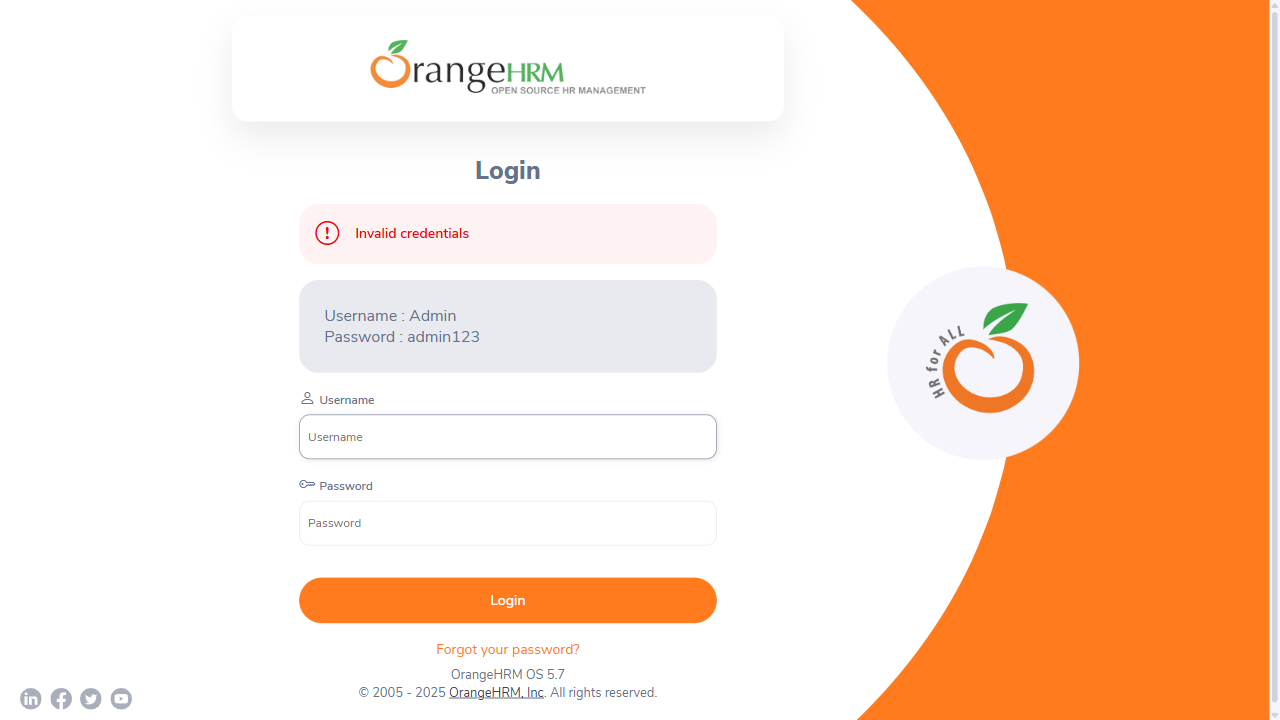 OrangeHRM
OPEN SOURCE HR MANAGEMENT
Login
Invalid credentials
Username : Admin
Password : admin123
Username
Username
Password
Password
Login
Forgot your password?
OrangeHRM OS 5.7
© 2005 - 2025 OrangeHRM, Inc. All rights reserved.
HR for ALL